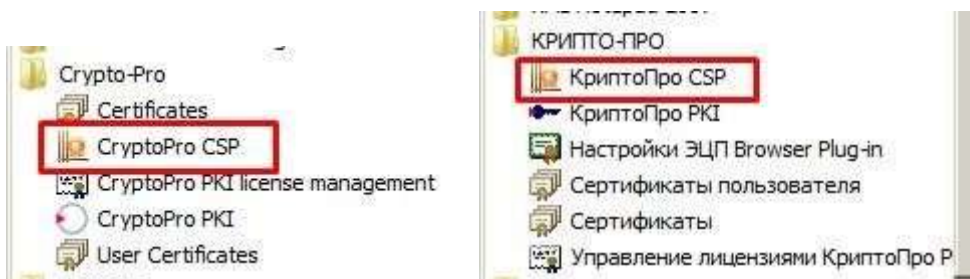 Crypto-Pro
Certificates
CryptoPro CSP
CryptoPro PKI license management
CryptoPro PKI
User Certificates
КРИПТО-ПРО
КриптоПро CSP
КриптоПро PKI
Настройки ЭЦП Browser Plug-in
Сертификаты пользователя
Сертификаты
Управление лицензиями КриптоПро P